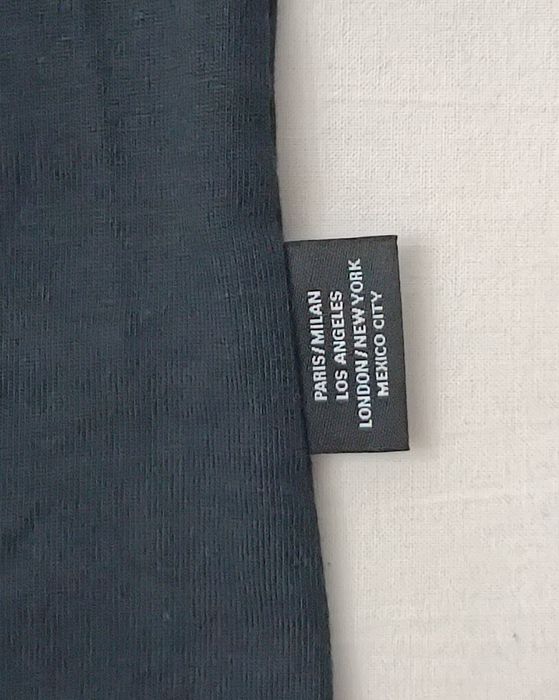 PARIS/MILAN
LOS ANGELES
LONDON/NEW YORK
MEXICO CITY